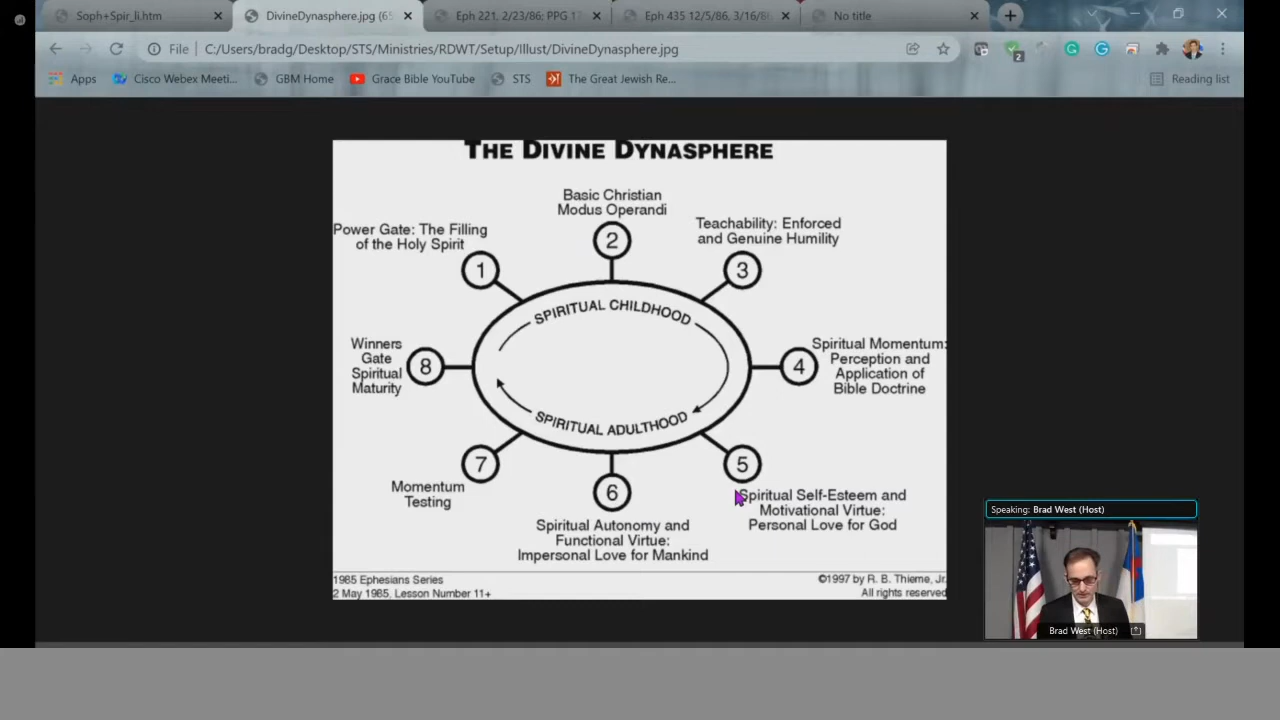 Soph+Spir_li.htm
DivineDynasphere.jpg (65
Eph 221, 2/23/86; PPG 17
Eph 435 12/5/86, 3/16/8
No title
File
C:/Users/bradg/Desktop/STS/Ministries/RDWT/Setup/Illust/DivineDynasphere.jpg
2
Apps
Cisco Webex Meeti...
GBM Home
Grace Bible YouTube
STS
The Great Jewish Re...
Reading list
THE DIVINE DYNASPHERE
Basic Christian
Modus Operandi
2
Power Gate: The Filling
of the Holy Spirit
1
Teachability: Enforced
and Genuine Humility
3
SPIRITUAL CHILDHOOD
Winners
Gate
Spiritual
Maturity
8
Spiritual Momentum:
Perception and
Application of
Bible Doctrine
4
SPIRITUAL ADULTHOOD
7
Momentum
Testing
6
Spiritual Autonomy and
Functional Virtue:
Impersonal Love for Mankind
5
Spiritual Self-Esteem and
Motivational Virtue:
Personal Love for God
1985 Ephesians Series
2 May 1985, Lesson Number 11+
©1997 by R. B. Thieme, Jr.
All rights reserved
Speaking: Brad West (Host)
Brad West (Host)